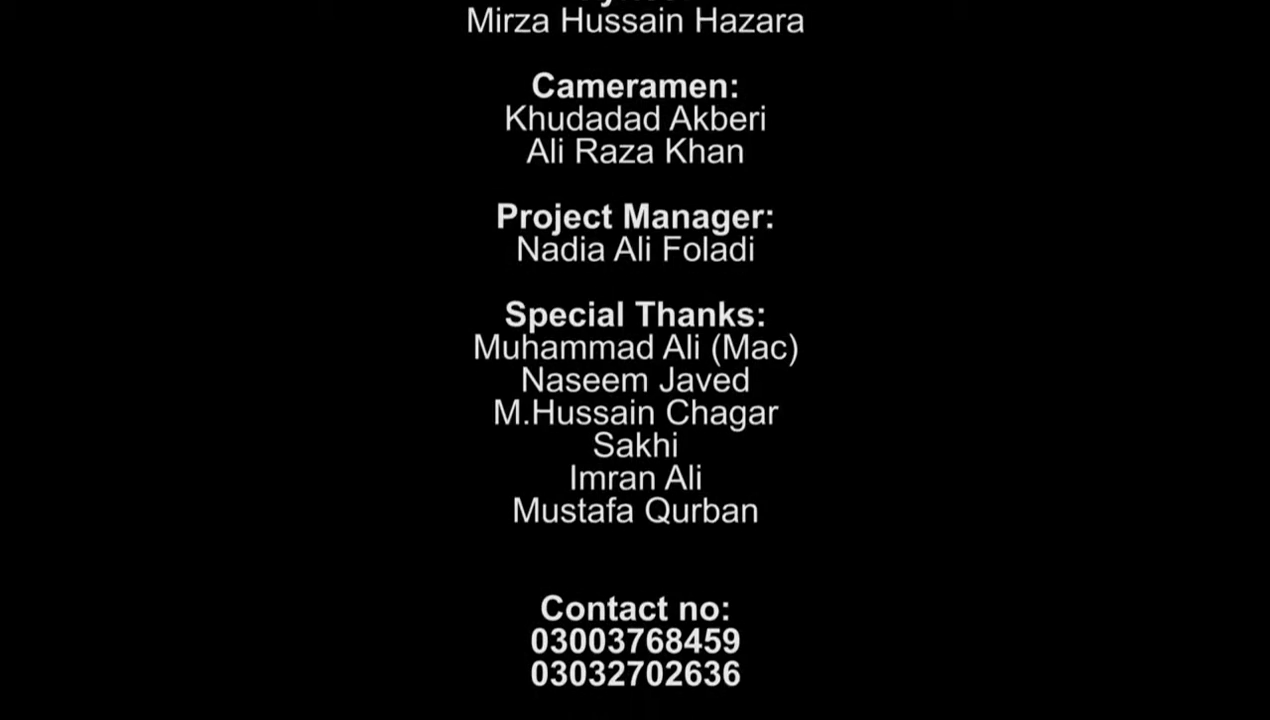 Mirza Hussain Hazara
Cameramen:
Khudadad Akberi
Ali Raza Khan
Project Manager:
Nadia Ali Foladi
Special Thanks:
Muhammad Ali (Mac)
Naseem Javed
M.Hussain Chagar
Sakhi
Imran Ali
Mustafa Qurban
Contact no:
03003768459
03032702636